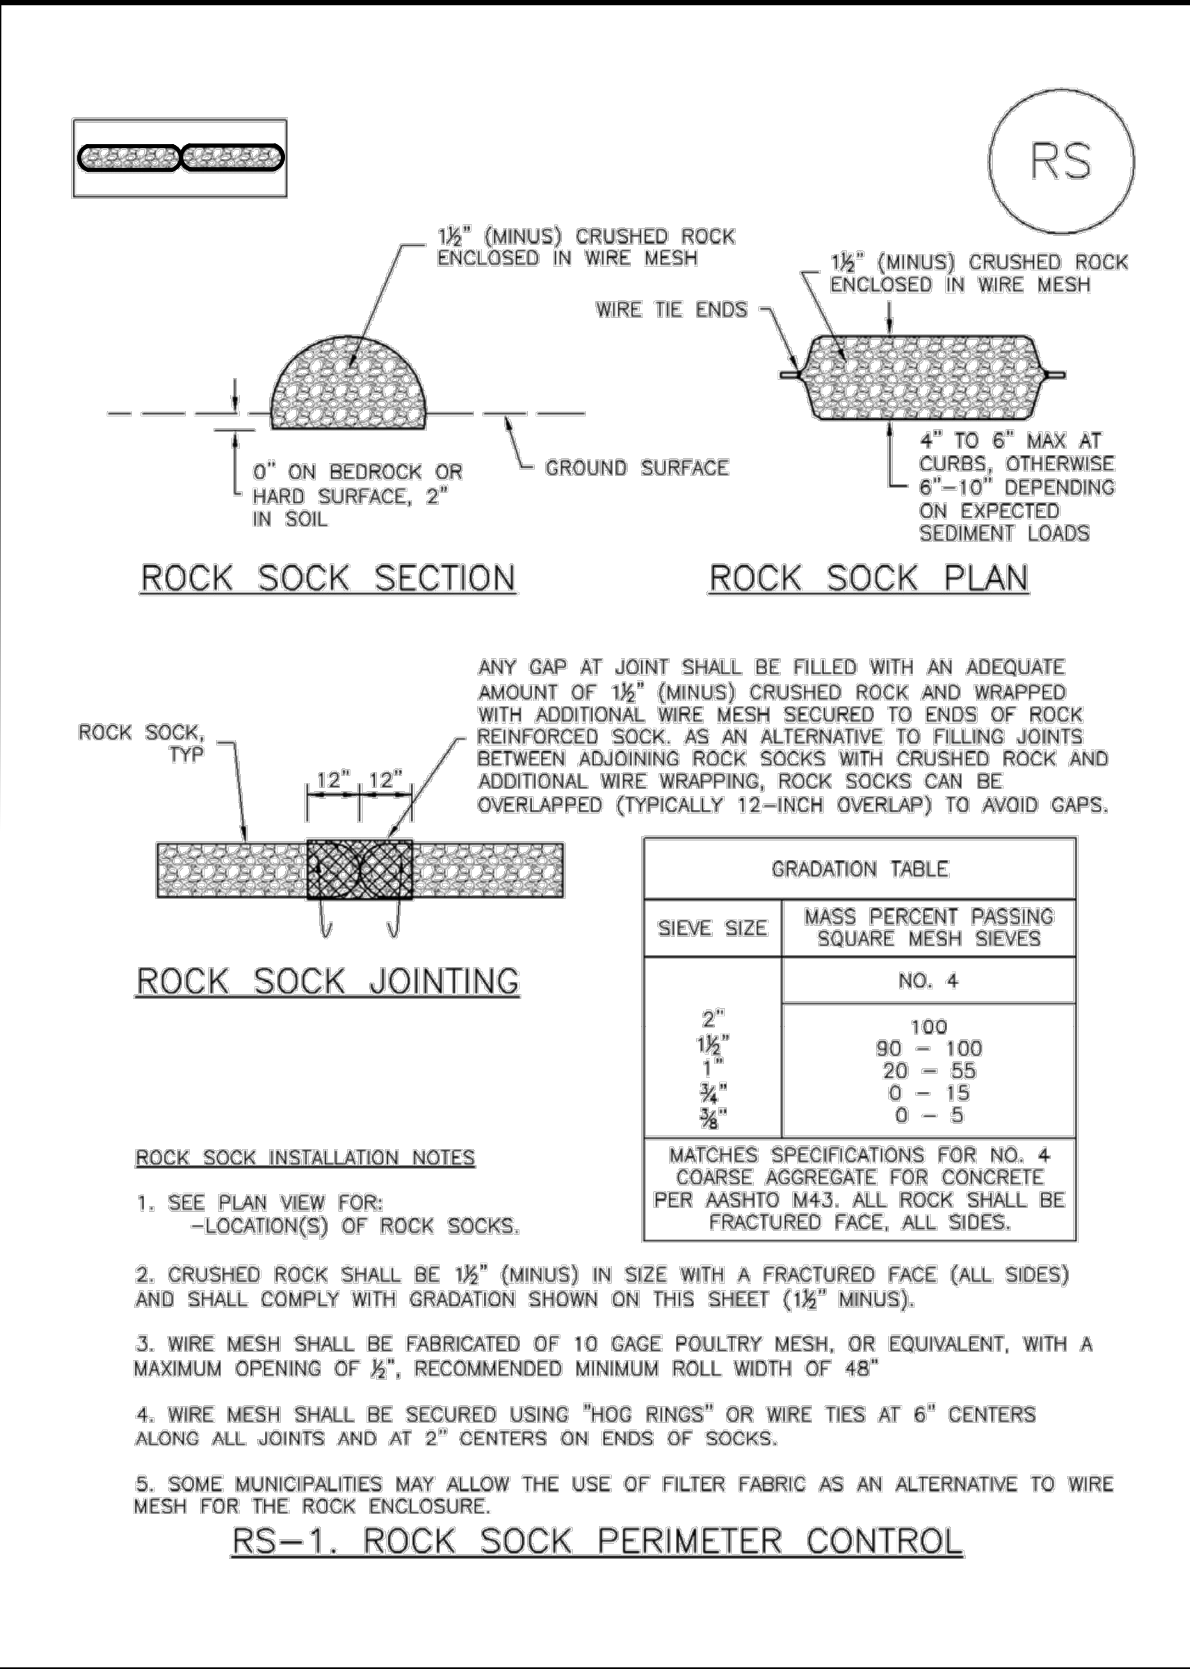 RS
1½" (MINUS) CRUSHED ROCK
ENCLOSED IN WIRE MESH
1½" (MINUS) CRUSHED ROCK
ENCLOSED IN WIRE MESH
WIRE TIE ENDS
GROUND SURFACE
0" ON BEDROCK OR
HARD SURFACE, 2"
IN SOIL
4" TO 6" MAX AT
CURBS, OTHERWISE
6"-10" DEPENDING
ON EXPECTED
SEDIMENT LOADS
ROCK SOCK SECTION
ROCK SOCK PLAN
ANY GAP AT JOINT SHALL BE FILLED WITH AN ADEQUATE
AMOUNT OF 1½" (MINUS) CRUSHED ROCK AND WRAPPED
WITH ADDITIONAL WIRE MESH SECURED TO ENDS OF ROCK
REINFORCED SOCK. AS AN ALTERNATIVE TO FILLING JOINTS
BETWEEN ADJOINING ROCK SOCKS WITH CRUSHED ROCK AND
ADDITIONAL WIRE WRAPPING, ROCK SOCKS CAN BE
OVERLAPPED (TYPICALLY 12-INCH OVERLAP) TO AVOID GAPS.
ROCK SOCK,
TYP
12" 12"
ROCK SOCK JOINTING
GRADATION TABLE
SIEVE SIZE
MASS PERCENT PASSING
SQUARE MESH SIEVES
NO. 4
2" 100
1½" 90 - 100
1" 20 - 55
¾" 0 - 15
⅜" 0 - 5
MATCHES SPECIFICATIONS FOR NO. 4
COARSE AGGREGATE FOR CONCRETE
PER AASHTO M43. ALL ROCK SHALL BE
FRACTURED FACE, ALL SIDES.
ROCK SOCK INSTALLATION NOTES
1. SEE PLAN VIEW FOR:
-LOCATION(S) OF ROCK SOCKS.
2. CRUSHED ROCK SHALL BE 1½" (MINUS) IN SIZE WITH A FRACTURED FACE (ALL SIDES)
AND SHALL COMPLY WITH GRADATION SHOWN ON THIS SHEET (1½" MINUS).
3. WIRE MESH SHALL BE FABRICATED OF 10 GAGE POULTRY MESH, OR EQUIVALENT, WITH A
MAXIMUM OPENING OF ½", RECOMMENDED MINIMUM ROLL WIDTH OF 48"
4. WIRE MESH SHALL BE SECURED USING "HOG RINGS" OR WIRE TIES AT 6" CENTERS
ALONG ALL JOINTS AND AT 2" CENTERS ON ENDS OF SOCKS.
5. SOME MUNICIPALITIES MAY ALLOW THE USE OF FILTER FABRIC AS AN ALTERNATIVE TO WIRE
MESH FOR THE ROCK ENCLOSURE.
RS-1. ROCK SOCK PERIMETER CONTROL